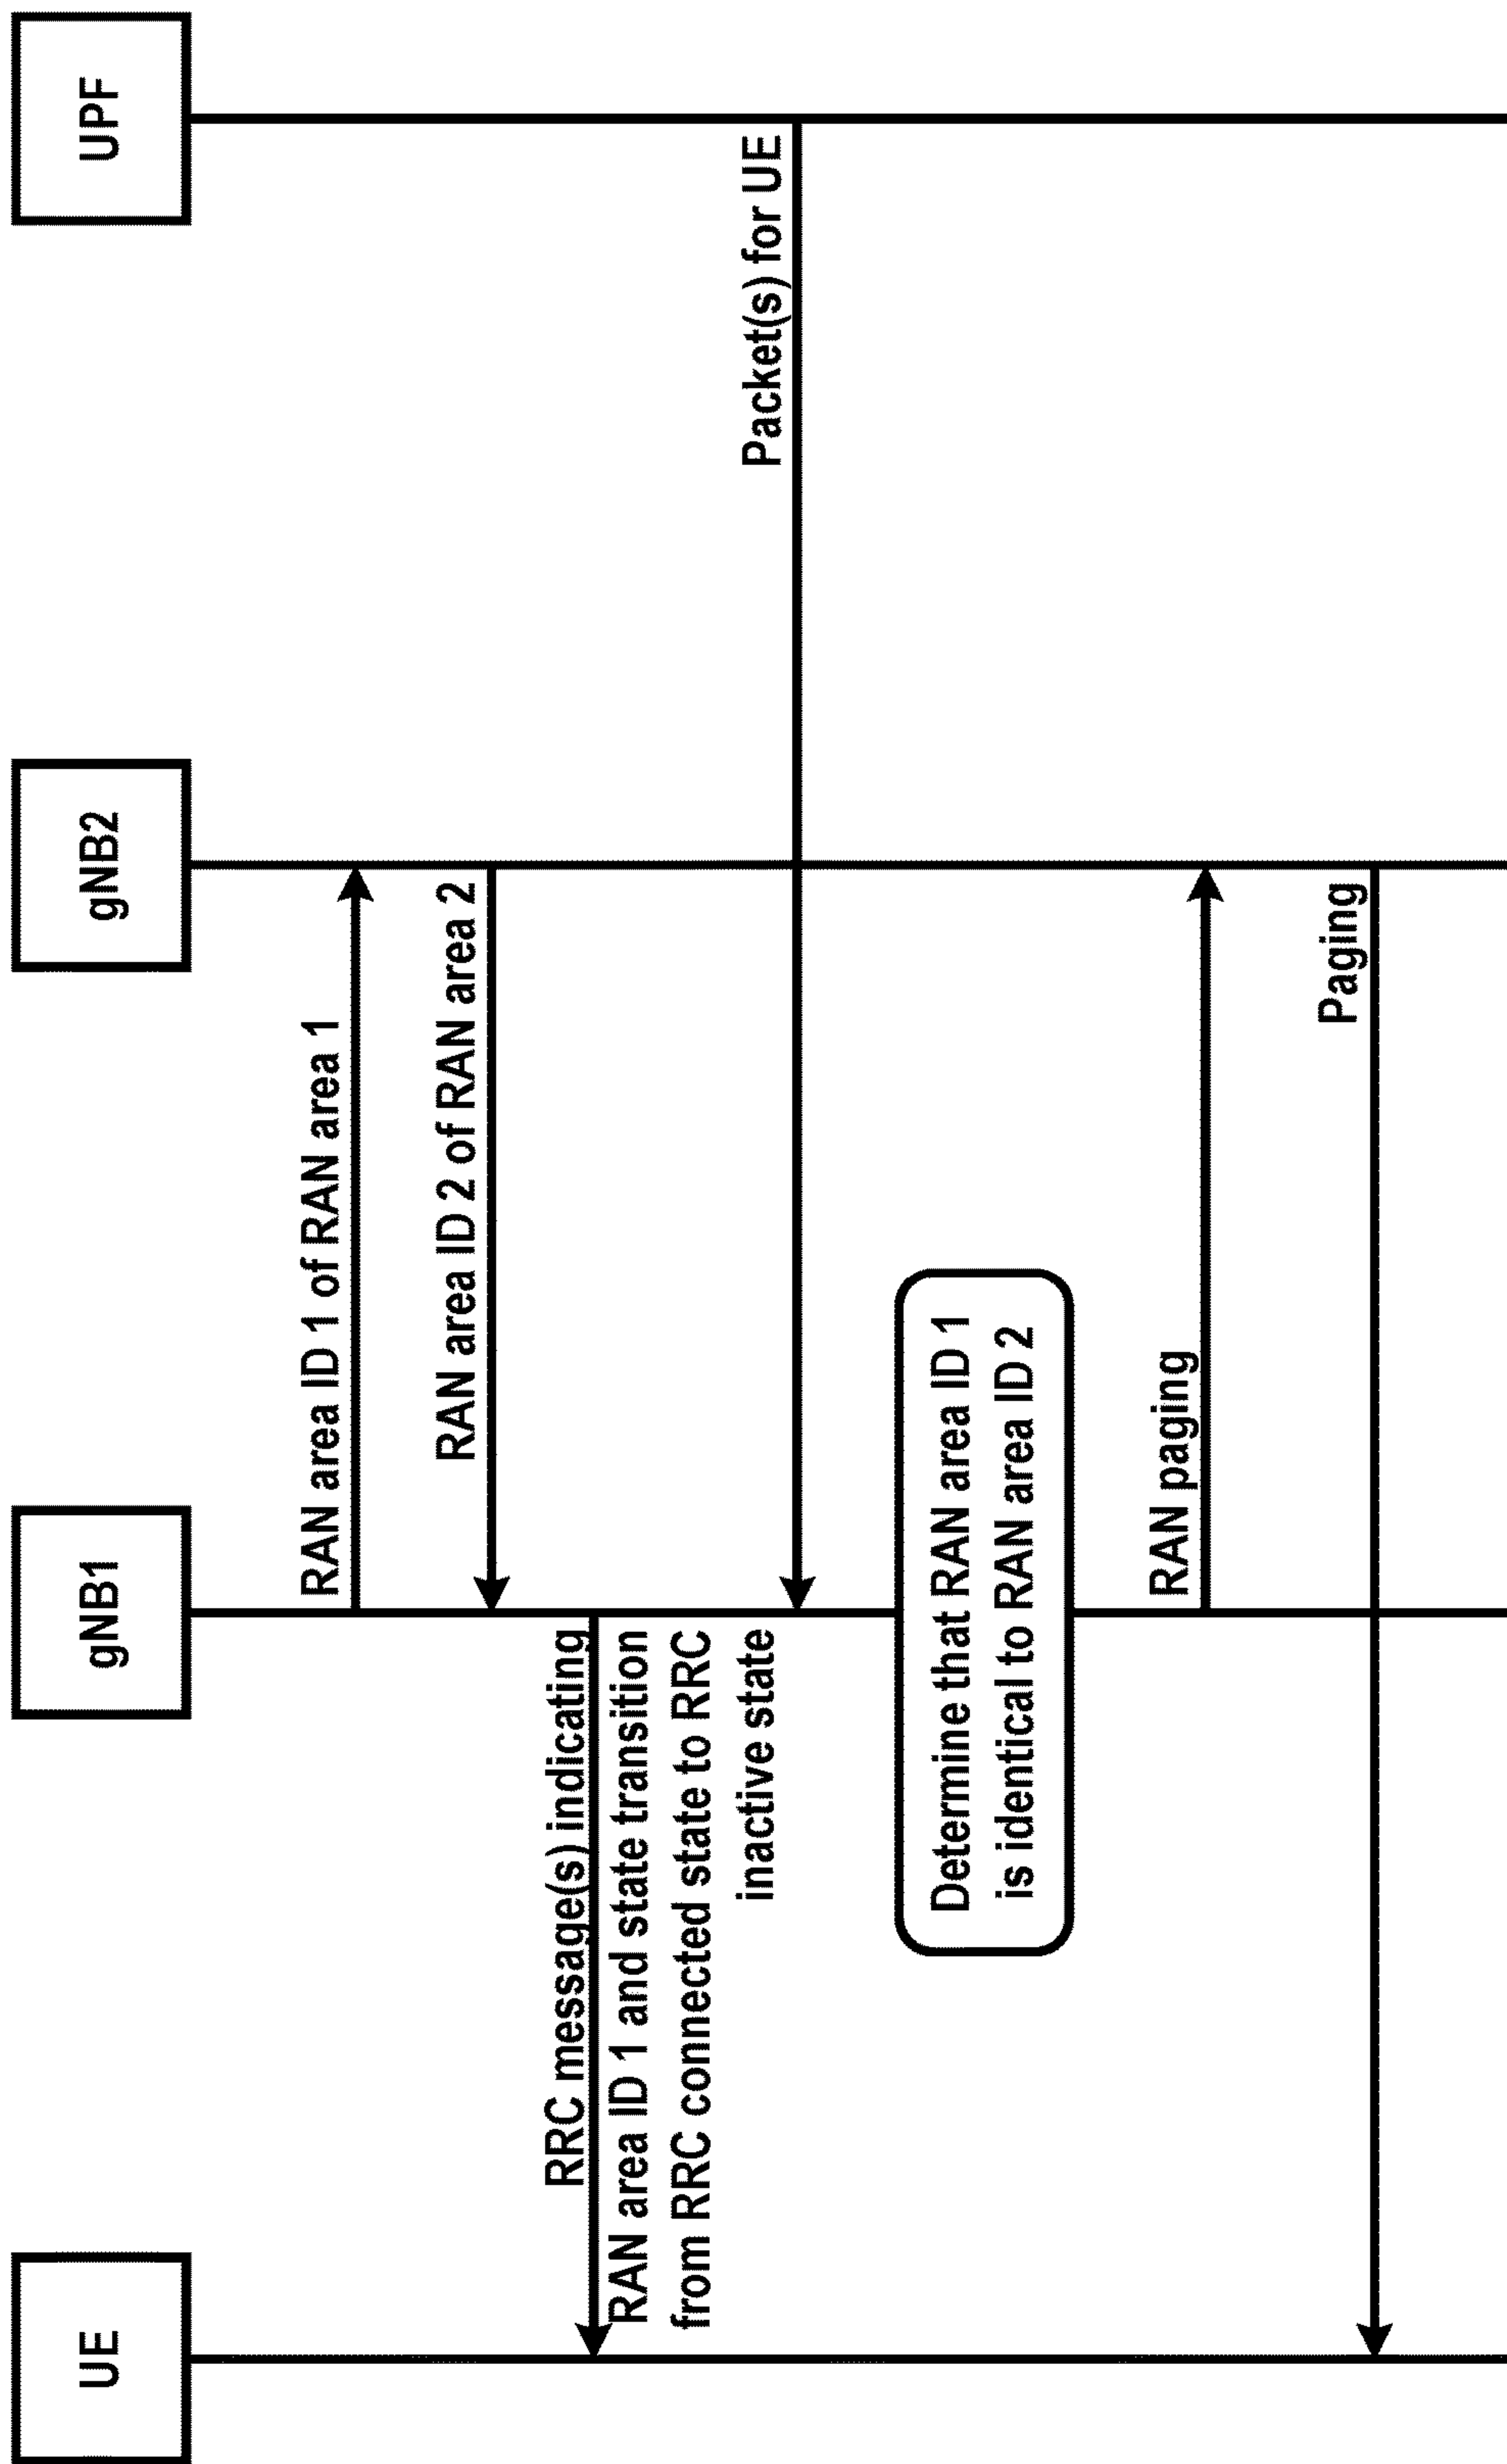 UE
gNB1
gNB2
UPF
RAN area ID 1 of RAN area 1
RAN area ID 2 of RAN area 2
RRC message(s) indicating
RAN area ID 1 and state transition
from RRC connected state to RRC
inactive state
Packet(s) for UE
Determine that RAN area ID 1
is identical to RAN area ID 2
RAN paging
Paging